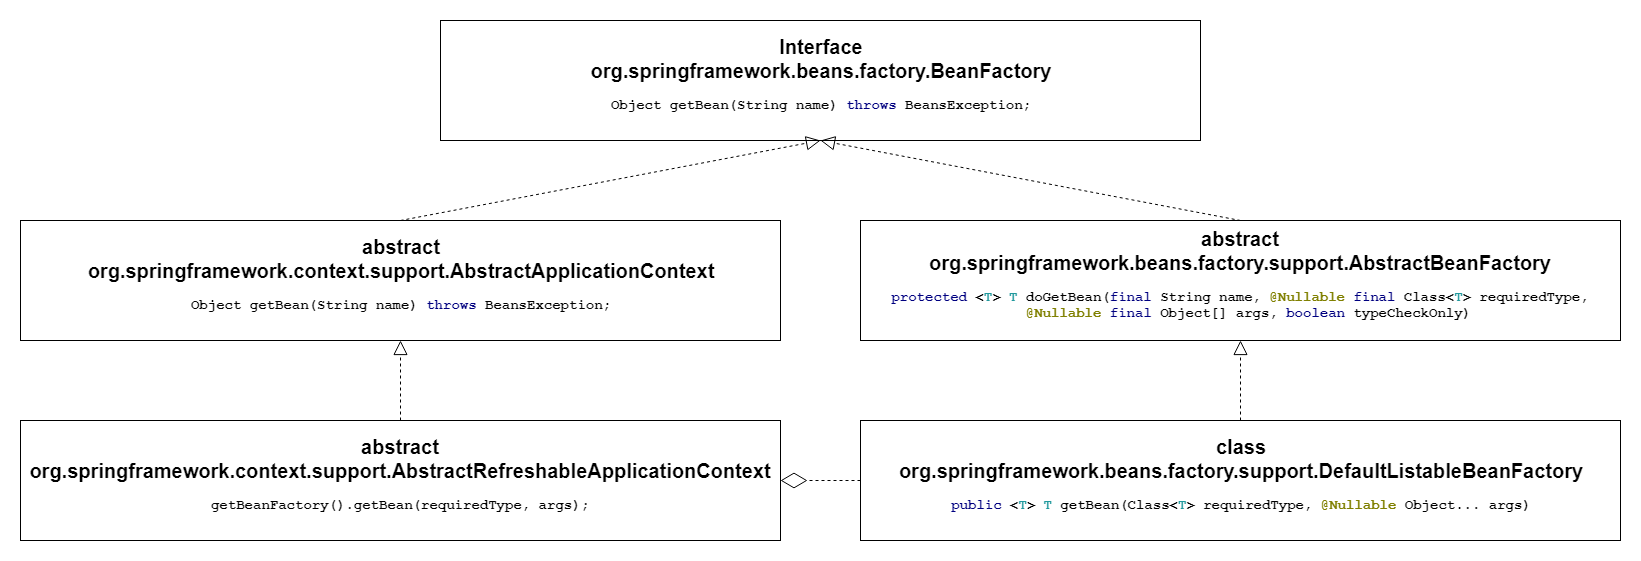 Interface
org.springframework.beans.factory.BeanFactory
Object getBean(String name) throws BeansException;
abstract
org.springframework.context.support.AbstractApplicationContext
Object getBean(String name) throws BeansException;
abstract
org.springframework.beans.factory.support.AbstractBeanFactory
protected <T> T doGetBean(final String name, @Nullable final Class<T> requiredType,
@Nullable final Object[] args, boolean typeCheckOnly)
abstract
org.springframework.context.support.AbstractRefreshableApplicationContext
getBeanFactory().getBean(requiredType, args);
class
org.springframework.beans.factory.support.DefaultListableBeanFactory
public <T> T getBean(Class<T> requiredType, @Nullable Object... args)